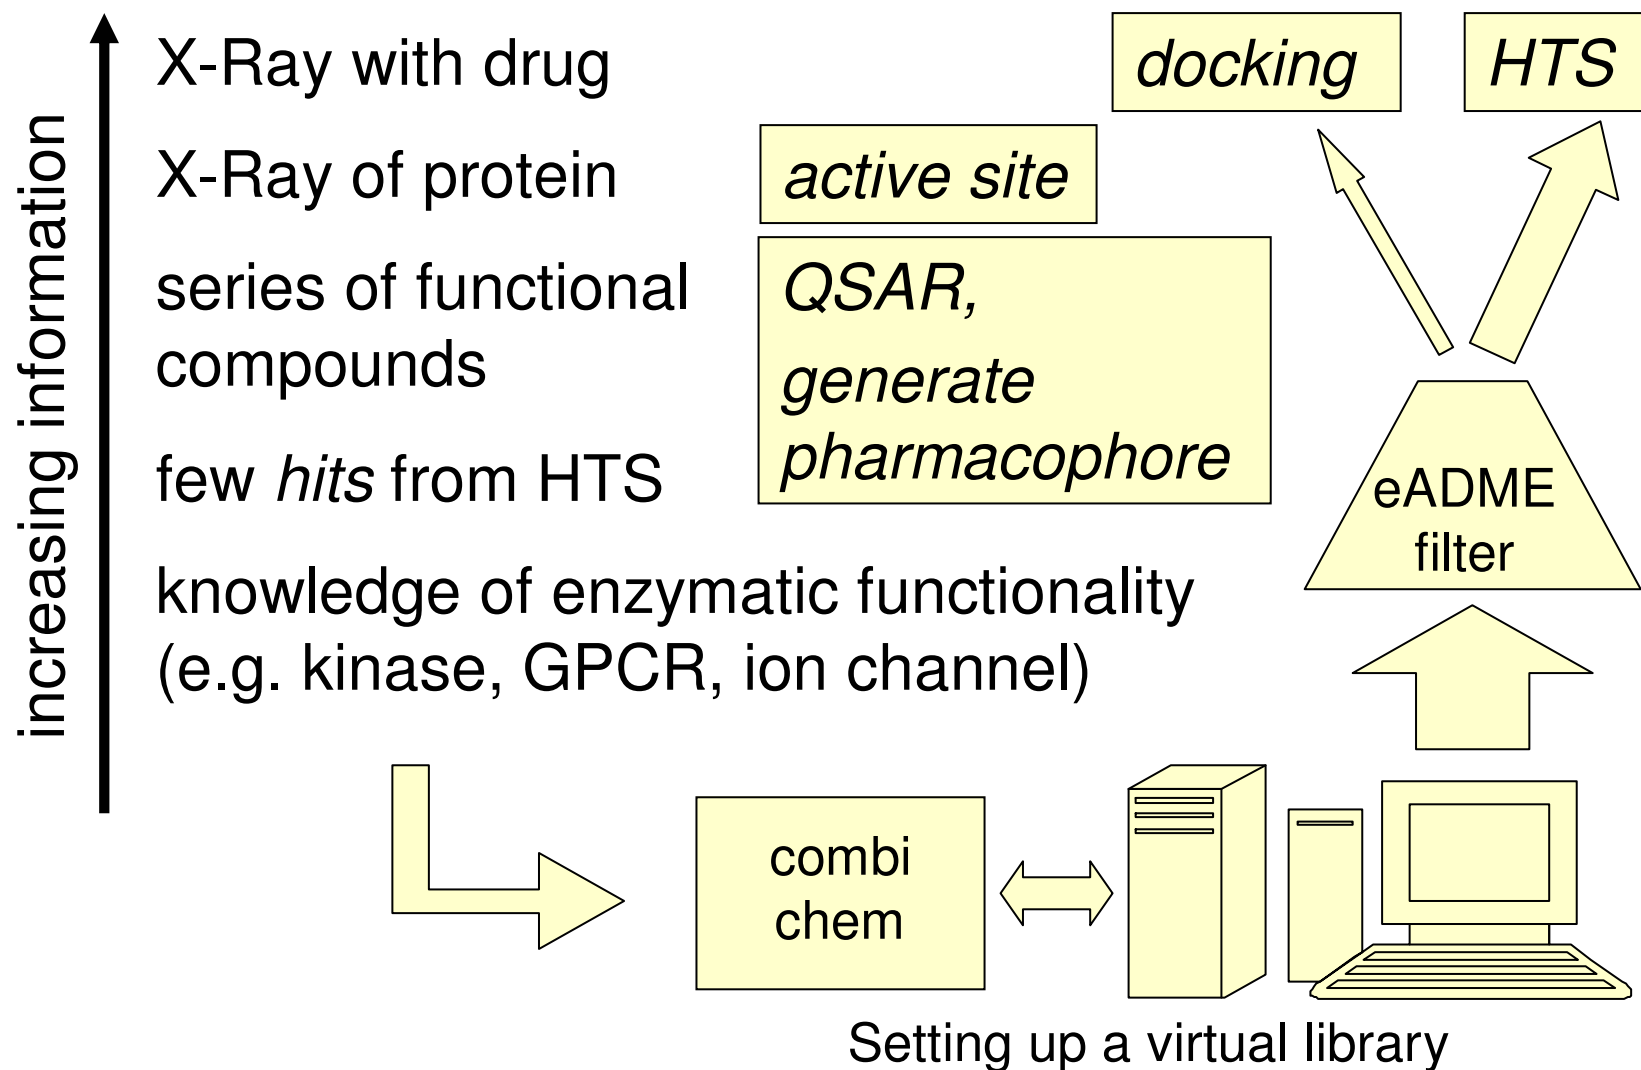 increasing information
X-Ray with drug
docking
HTS
X-Ray of protein
active site
series of functional
compounds
QSAR,
generate
pharmacophore
few hits from HTS
eADME
filter
knowledge of enzymatic functionality
(e.g. kinase, GPCR, ion channel)
combi
chem
Setting up a virtual library